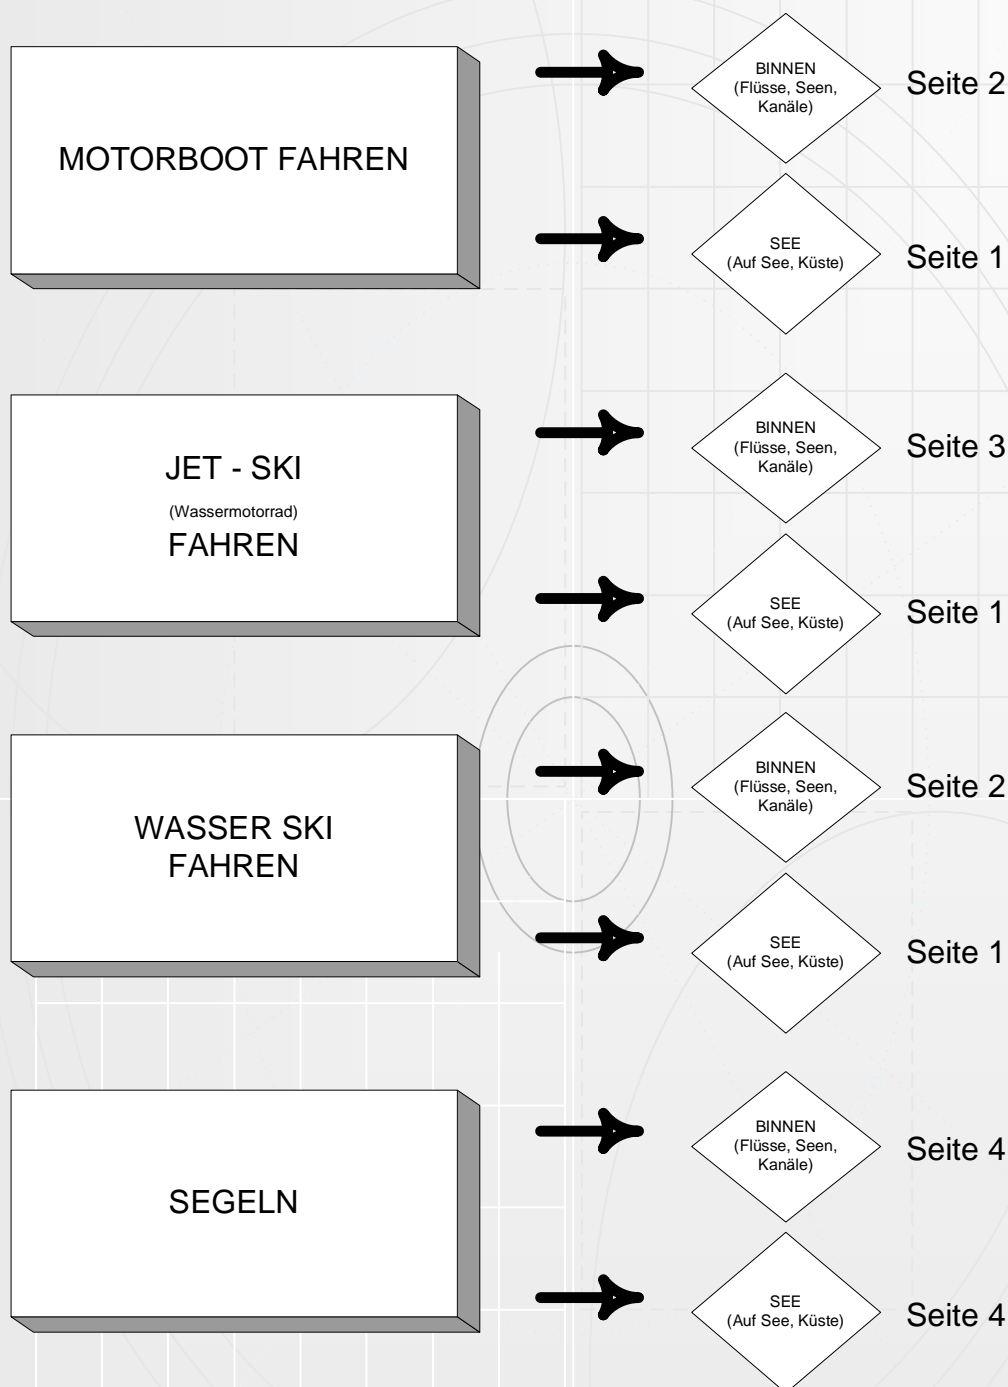 MOTORBOOT FAHREN
BINNEN
(Flüsse, Seen,
Kanäle)
Seite 2
SEE
(Auf See, Küste)
Seite 1
JET - SKI
(Wassermotorrad)
FAHREN
BINNEN
(Flüsse, Seen,
Kanäle)
Seite 3
SEE
(Auf See, Küste)
Seite 1
WASSER SKI
FAHREN
BINNEN
(Flüsse, Seen,
Kanäle)
Seite 2
SEE
(Auf See, Küste)
Seite 1
SEGELN
BINNEN
(Flüsse, Seen,
Kanäle)
Seite 4
SEE
(Auf See, Küste)
Seite 4